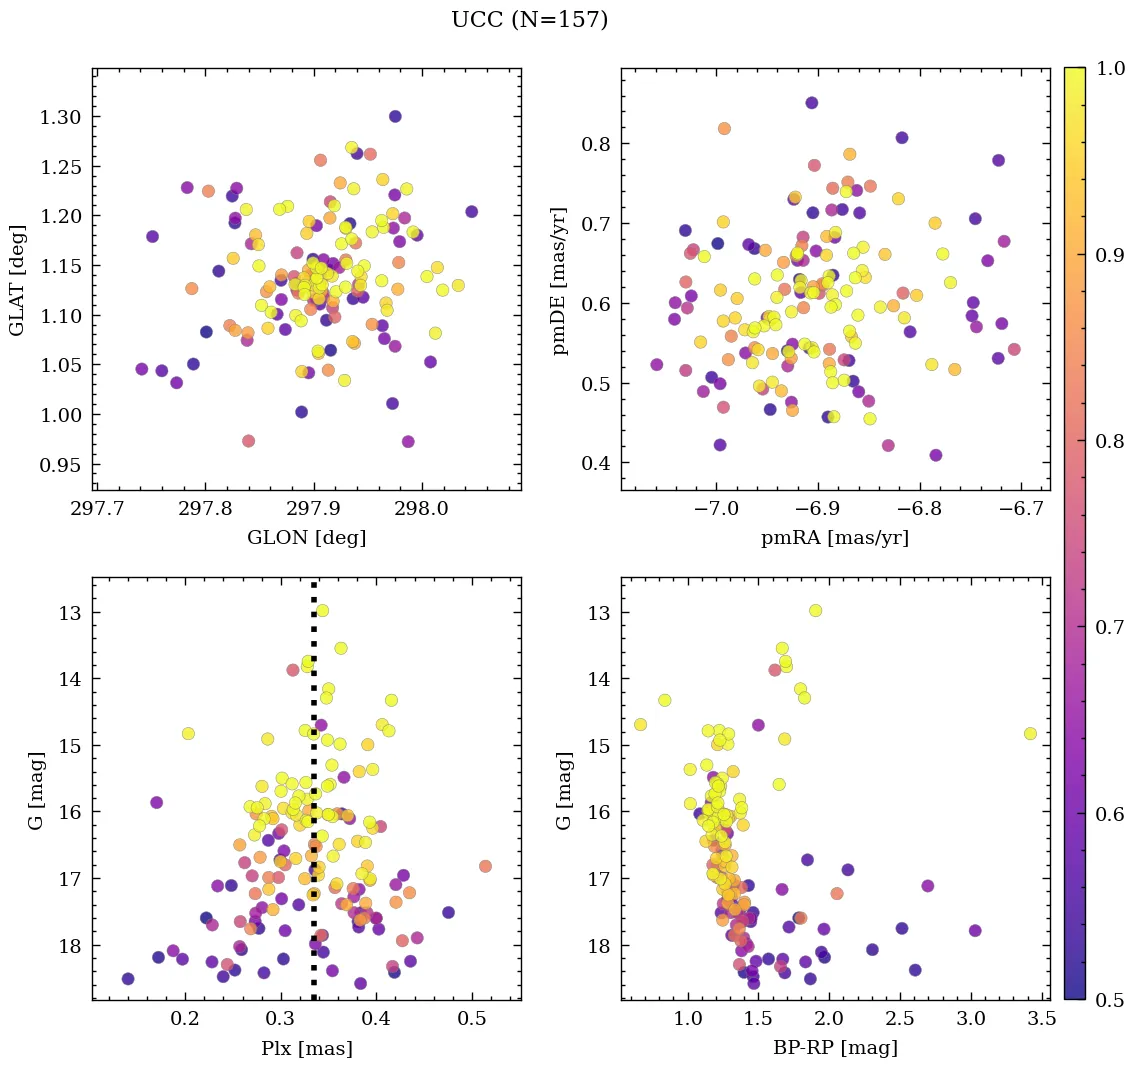 UCC (N=157)
1.30
1.25
1.20
1.15
1.10
1.05
1.00
0.95
GLAT [deg]
297.7 297.8 297.9 298.0
GLON [deg]
0.8
0.7
0.6
0.5
0.4
pmDE [mas/yr]
−7.0 −6.9 −6.8 −6.7
pmRA [mas/yr]
13
14
15
16
17
18
G [mag]
0.2 0.3 0.4 0.5
Plx [mas]
13
14
15
16
17
18
G [mag]
1.0 1.5 2.0 2.5 3.0 3.5
BP-RP [mag]
1.0
0.9
0.8
0.7
0.6
0.5